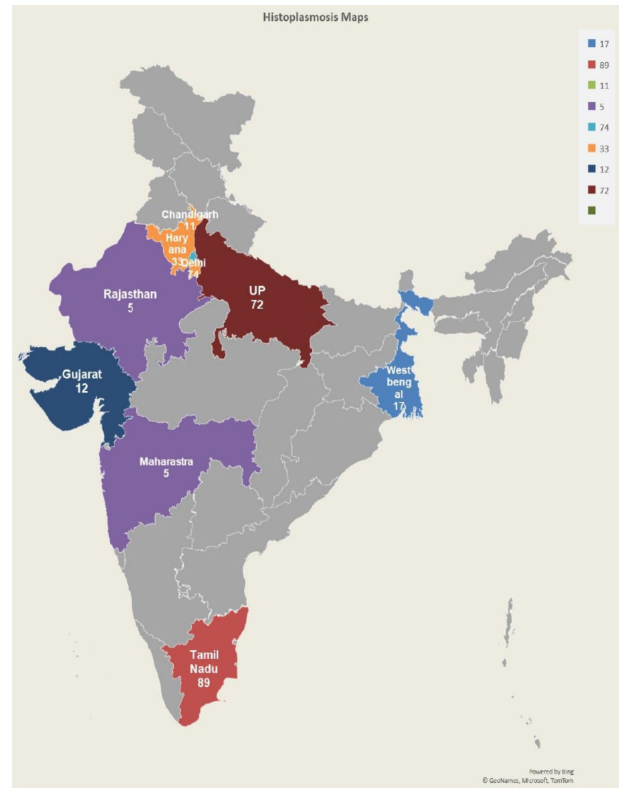 Histoplasmosis Maps
17
89
11
5
74
33
12
72
Chandigarh
11
Hary
ana
33
Delhi
74
Rajasthan
5
UP
72
Gujarat
12
West
beng
al
17
Maharastra
5
Tamil
Nadu
89
Powered by Bing
© GeoNames, Microsoft, TomTom